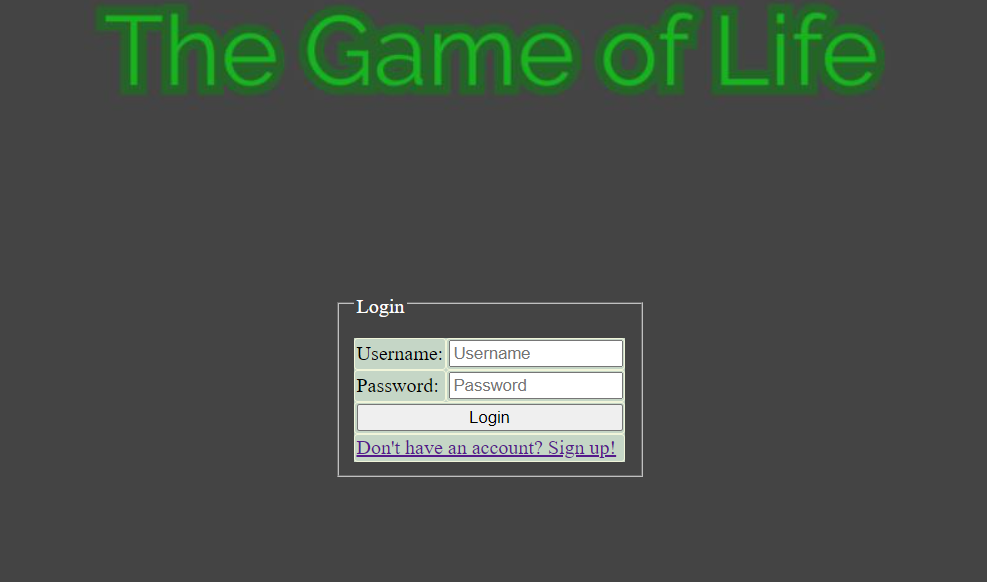 The Game of Life
Login
Username: Username
Password: Password
Login
Don't have an account? Sign up!